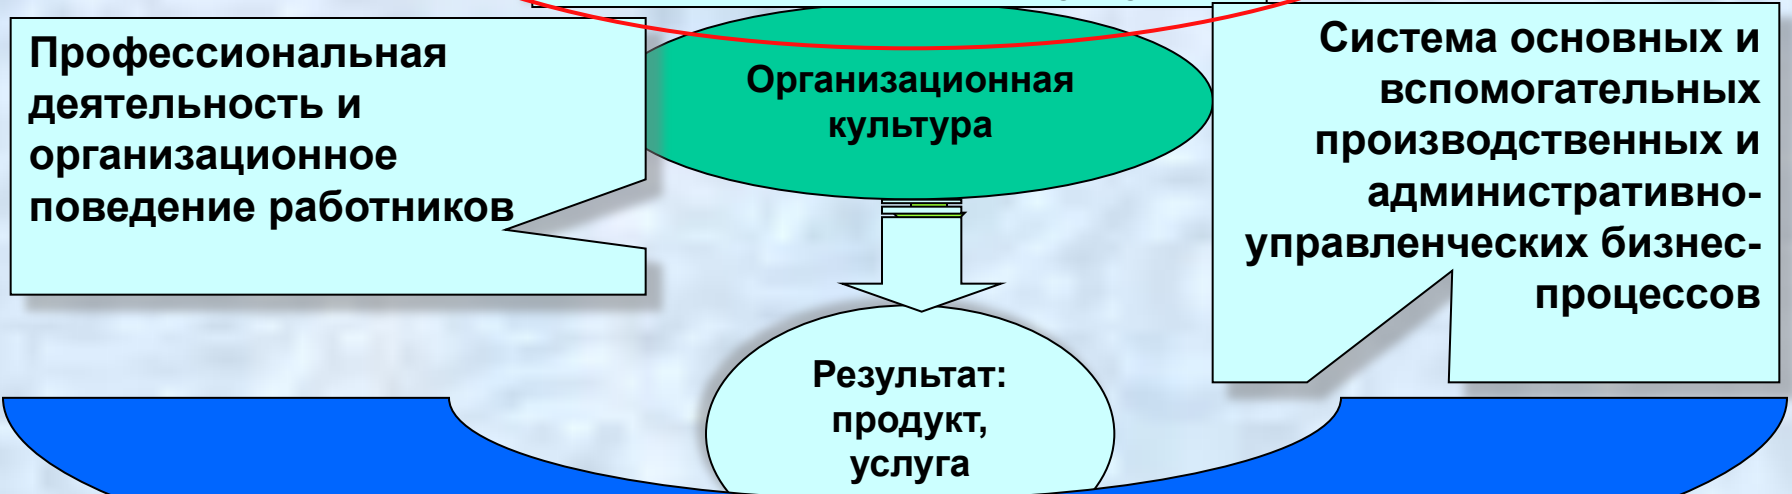 Профессиональная
деятельность и
организационное
поведение работников
Организационная
культура
Система основных и
вспомогательных
производственных и
административно-
управленческих бизнес-
процессов
Результат:
продукт,
услуга